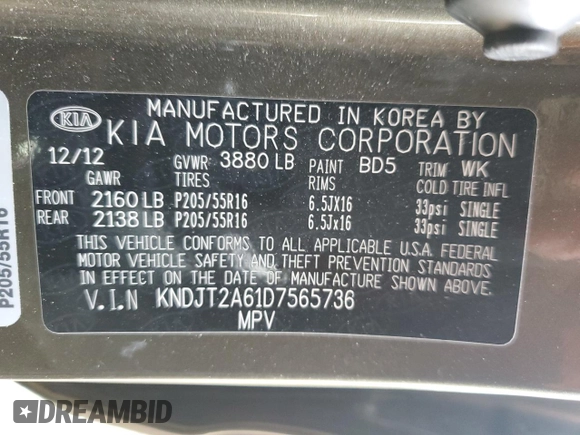 MANUFACTURED IN KOREA BY
KIA KIA MOTORS CORPORATION
12/12 GVWR 3880 LB PAINT BD5 TRIM WK
GAWR TIRES RIMS COLD TIRE INFL
FRONT 2160 LB P205/55R16 6.5JX16 33psi SINGLE
REAR 2138 LB P205/55R16 6.5Jx16 33psi SINGLE
THIS VEHICLE CONFORMS TO ALL APPLICABLE U.S.A. FEDERAL
MOTOR VEHICLE SAFETY AND THEFT PREVENTION STANDARDS
IN EFFECT ON THE DATE OF MANUFACTURE SHOWN ABOVE.
V.I.N KNDJT2A61D7565736
MPV
P205/55R16
DREAMBID